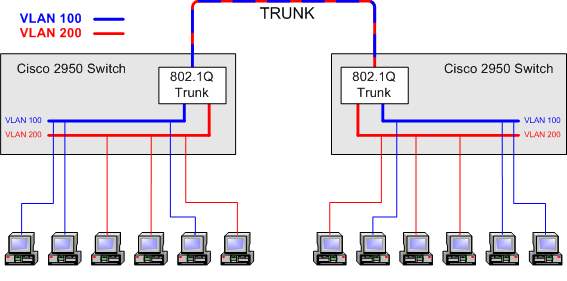 VLAN 100
VLAN 200
TRUNK
Cisco 2950 Switch
802.1Q
Trunk
VLAN 100
VLAN 200
802.1Q
Trunk
Cisco 2950 Switch
VLAN 100
VLAN 200